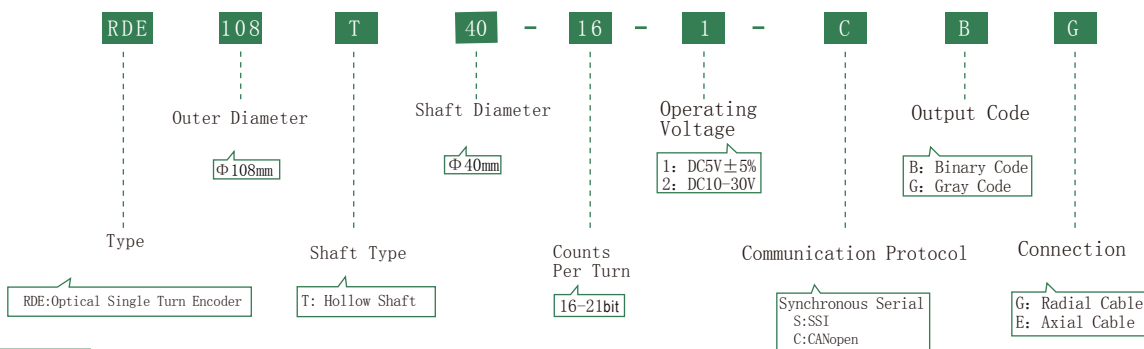 RDE 108 T 40 - 16 - 1 - C B G
Outer Diameter
Φ108mm
Shaft Diameter
Φ40mm
Operating
Voltage
1: DC5V±5%
2: DC10-30V
Output Code
B: Binary Code
G: Gray Code
Type
RDE:Optical Single Turn Encoder
Shaft Type
T: Hollow Shaft
Counts
Per Turn
16-21bit
Communication Protocol
Synchronous Serial
S:SSI
C:CANopen
Connection
G: Radial Cable
E: Axial Cable